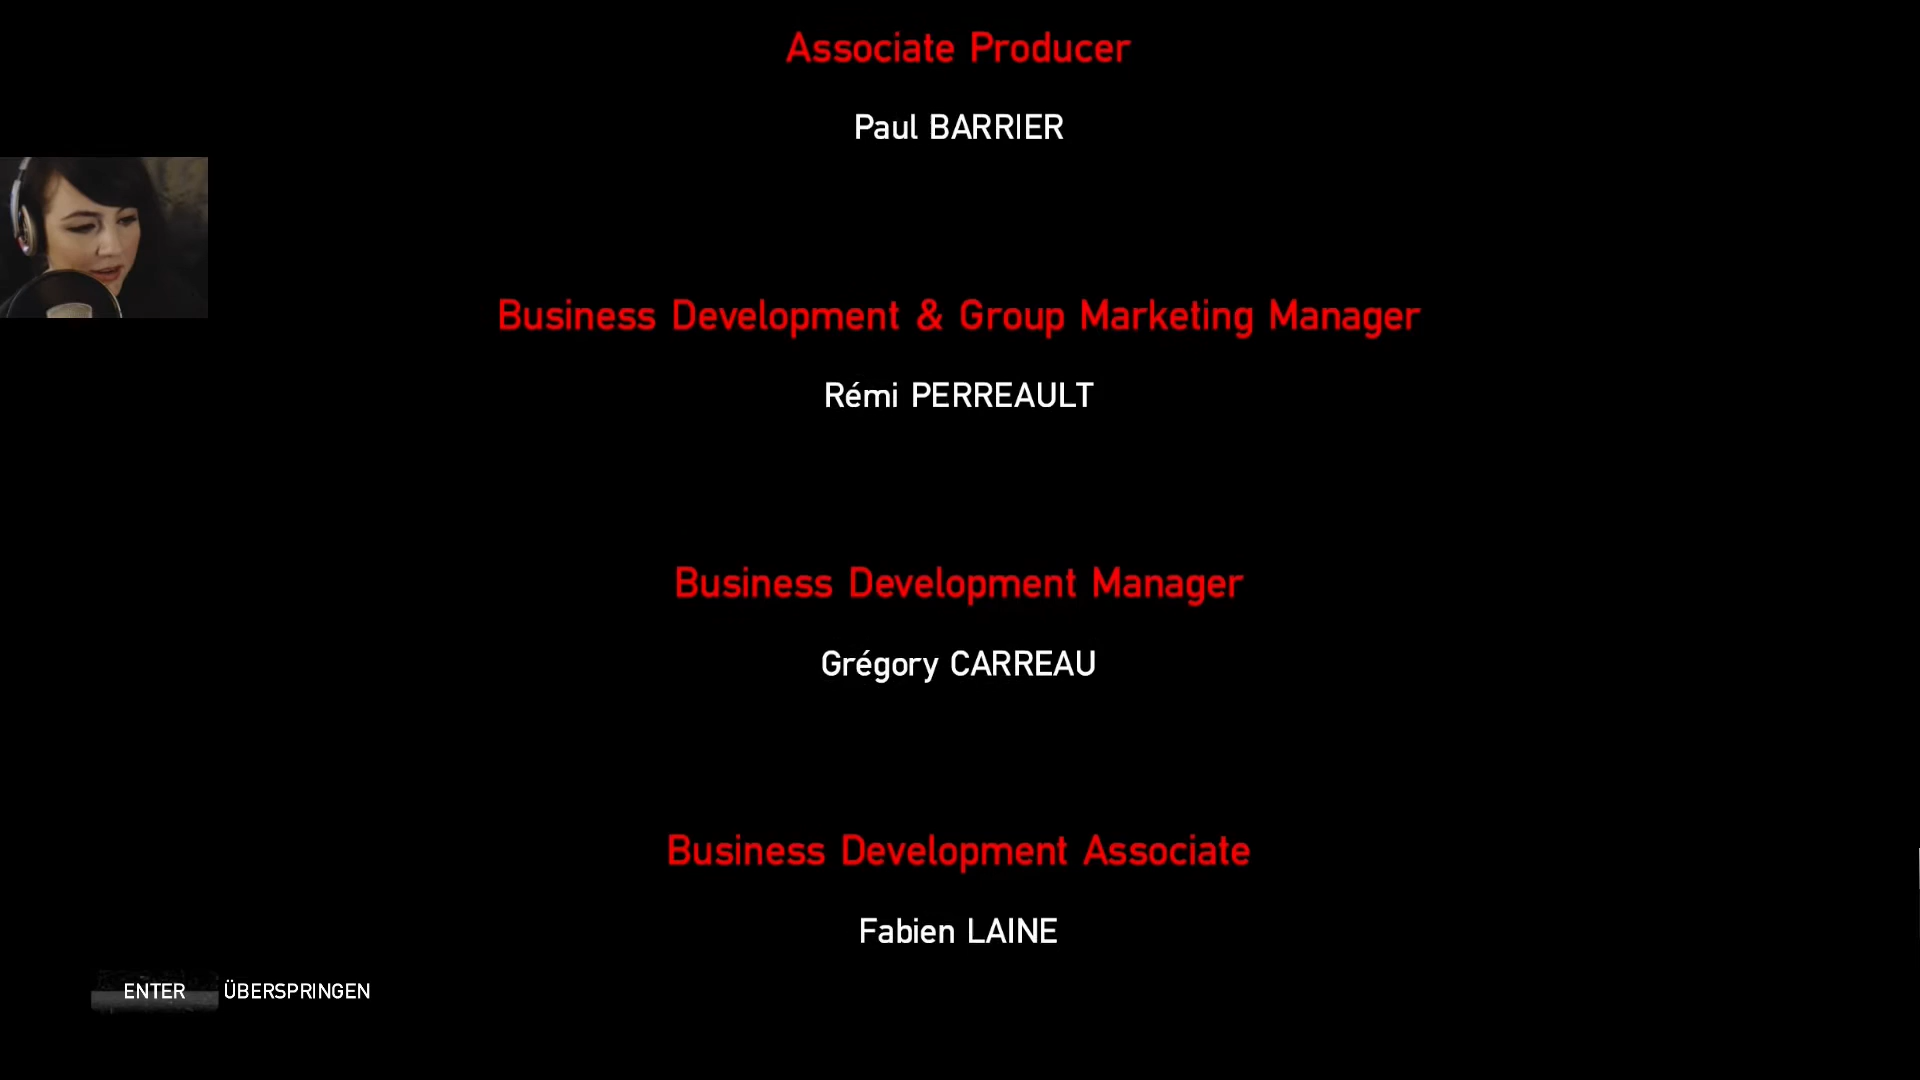 Associate Producer
Paul BARRIER
Business Development & Group Marketing Manager
Rémi PERREAULT
Business Development Manager
Grégory CARREAU
Business Development Associate
Fabien LAINE
ENTER ÜBERSPRINGEN